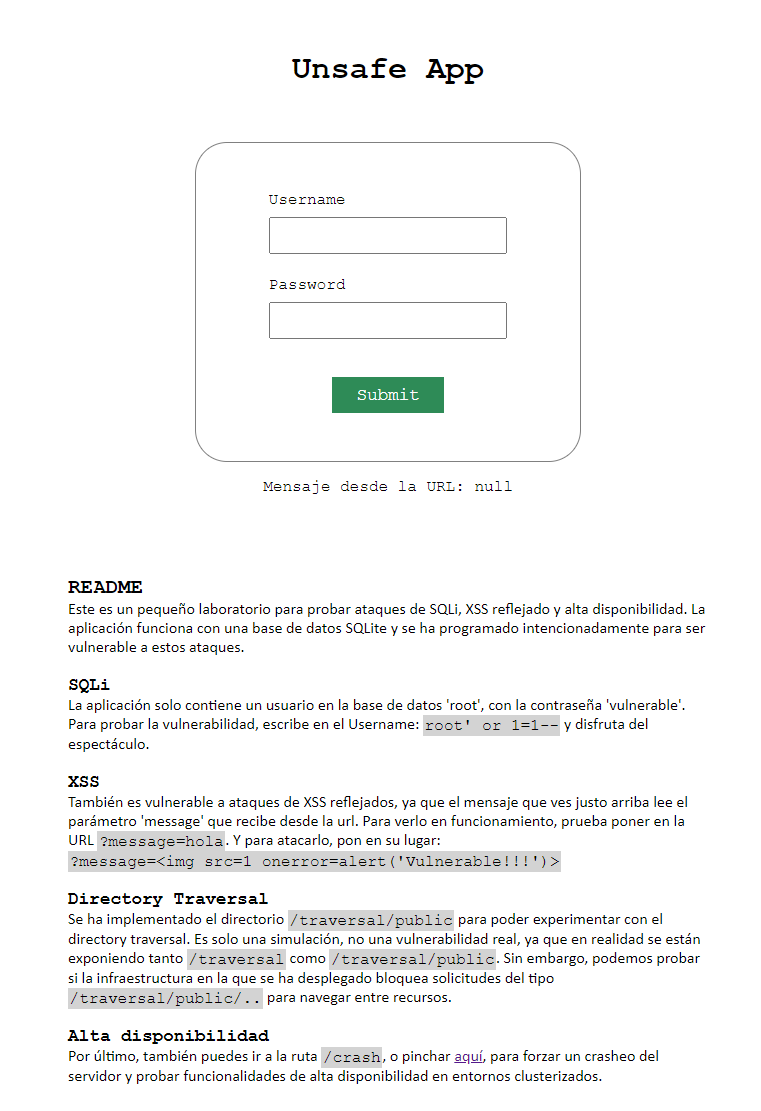 Unsafe App
Username
Password
Submit
Mensaje desde la URL: null
README
Este es un pequeño laboratorio para probar ataques de SQLi, XSS reflejado y alta disponibilidad. La
aplicación funciona con una base de datos SQLite y se ha programado intencionadamente para ser
vulnerable a estos ataques.
SQLi
La aplicación solo contiene un usuario en la base de datos 'root', con la contraseña 'vulnerable'.
Para probar la vulnerabilidad, escribe en el Username: root' or 1=1-- y disfruta del
espectáculo.
XSS
También es vulnerable a ataques de XSS reflejados, ya que el mensaje que ves justo arriba lee el
parámetro 'message' que recibe desde la url. Para verlo en funcionamiento, prueba poner en la
URL ?message=hola. Y para atacarlo, pon en su lugar:
?message=<img src=1 onerror=alert('Vulnerable!!!')>
Directory Traversal
Se ha implementado el directorio /traversal/public para poder experimentar con el
directory traversal. Es solo una simulación, no una vulnerabilidad real, ya que en realidad se están
exponiendo tanto /traversal como /traversal/public. Sin embargo, podemos probar
si la infraestructura en la que se ha desplegado bloquea solicitudes del tipo
/traversal/public/.. para navegar entre recursos.
Alta disponibilidad
Por último, también puedes ir a la ruta /crash, o pinchar aquí, para forzar un crasheo del
servidor y probar funcionalidades de alta disponibilidad en entornos clusterizados.